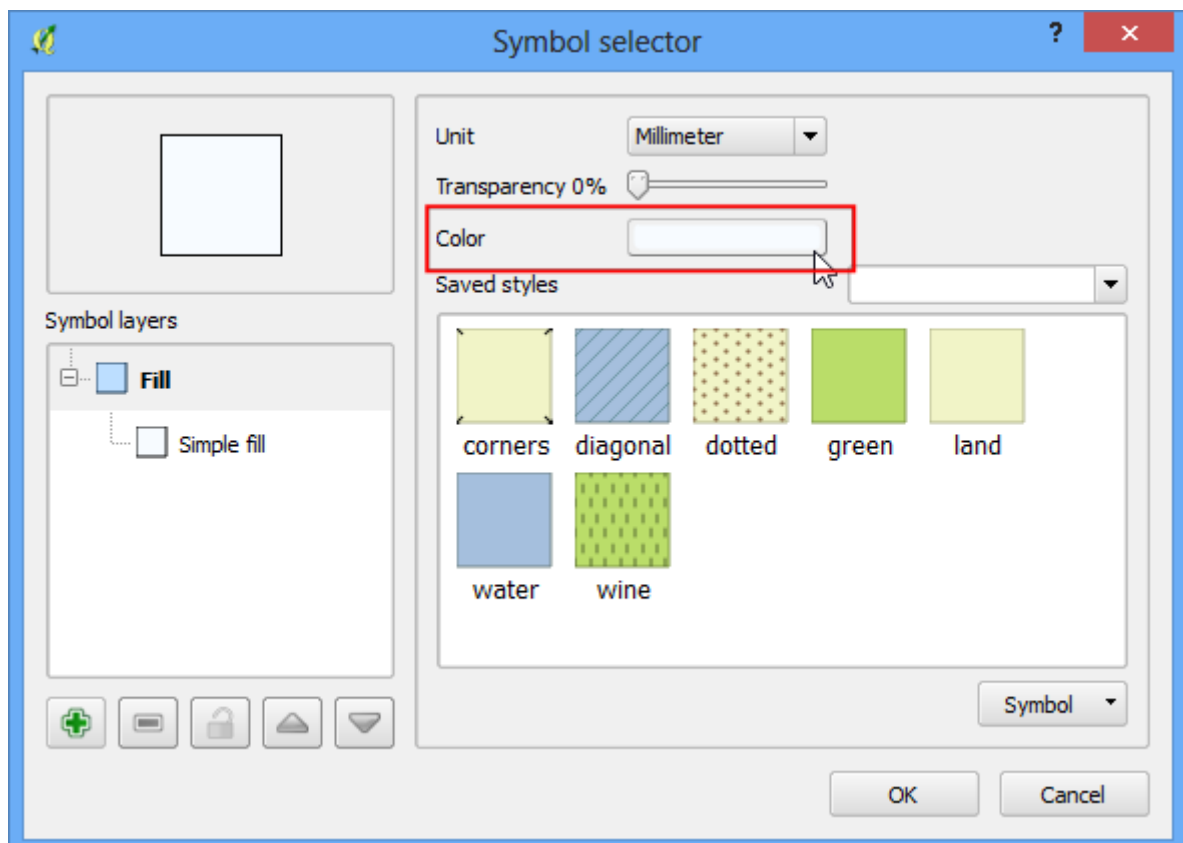 Symbol selector
?
Unit
Millimeter
Transparency 0%
Color
Saved styles
Symbol layers
Fill
Simple fill
corners diagonal dotted green land
water wine
Symbol
OK Cancel